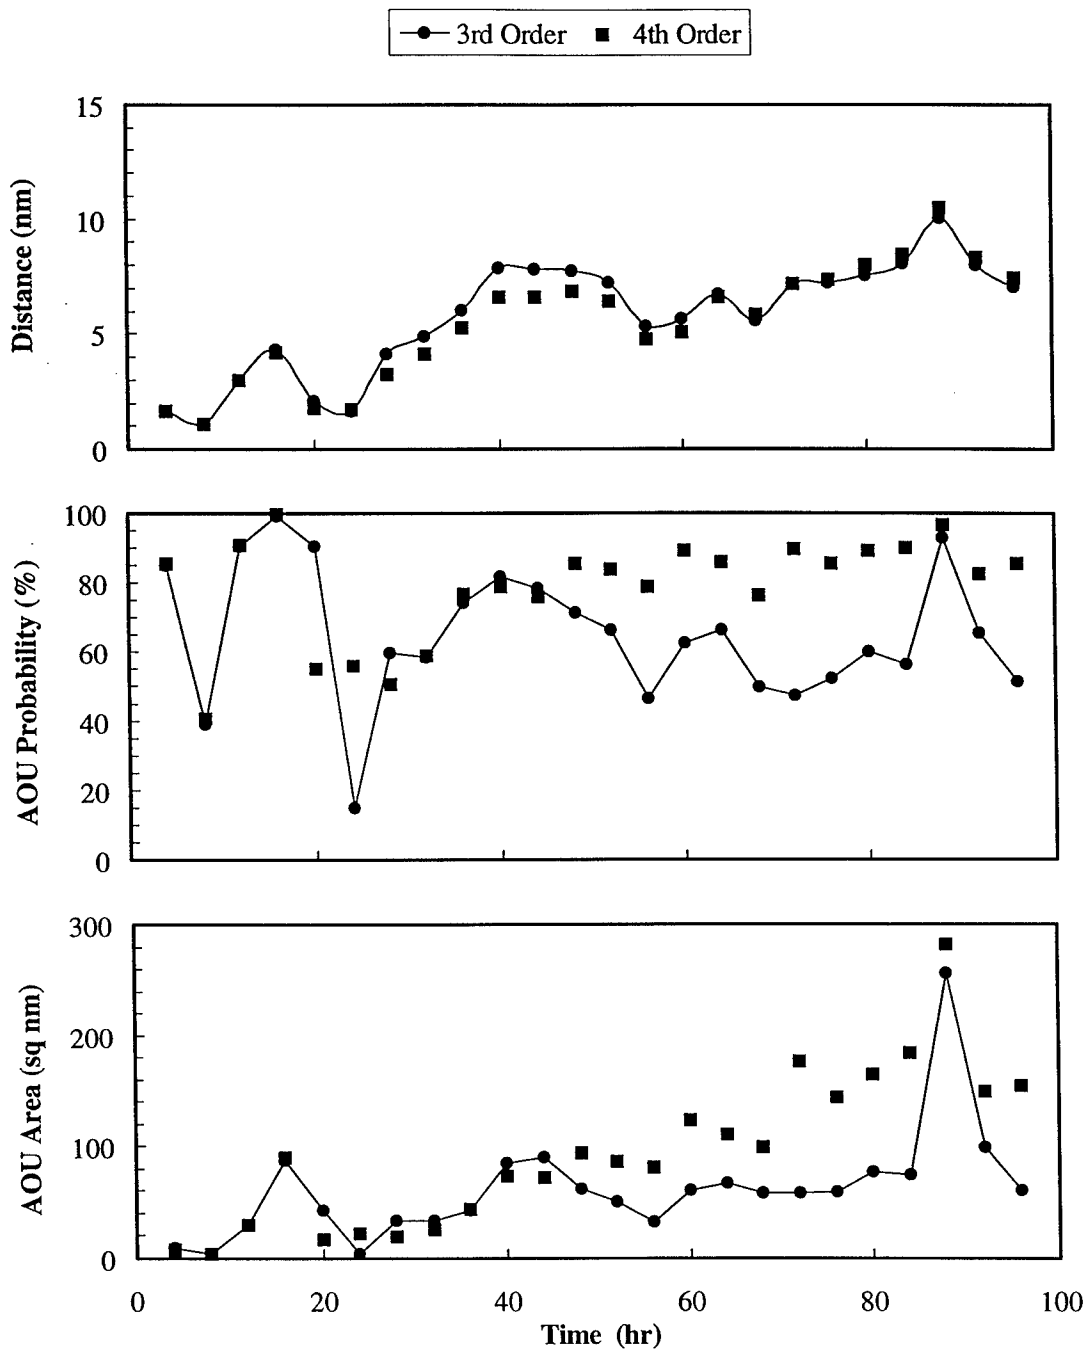 3rd Order 4th Order
15
10
5
0
Distance (nm)
100
80
60
40
20
0
AOU Probability (%)
300
200
100
0
AOU Area (sq nm)
0 20 40 60 80 100
Time (hr)